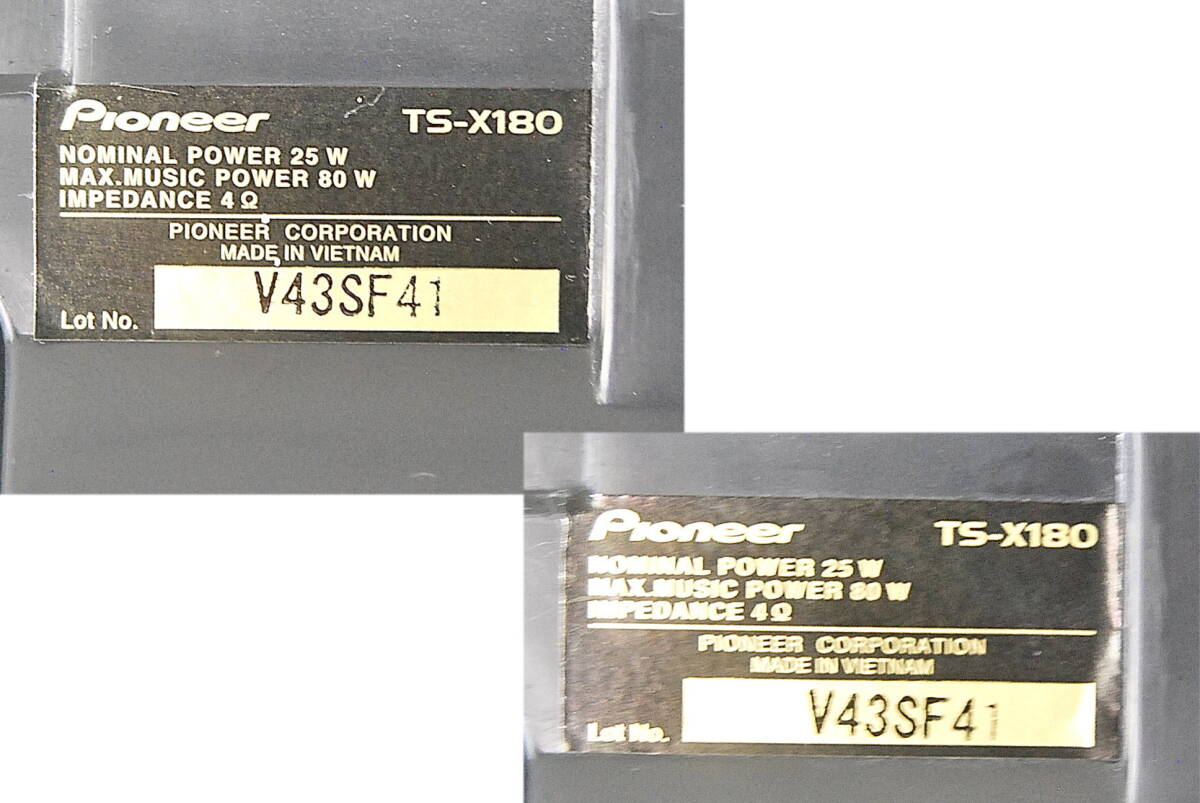 Pioneer TS-X180
NOMINAL POWER 25 W
MAX.MUSIC POWER 80 W
IMPEDANCE 4Ω
PIONEER CORPORATION
MADE IN VIETNAM
V43SF41
Lot No.
Pioneer TS-X180
NOMINAL POWER 25 W
MAX.MUSIC POWER 80 W
IMPEDANCE 4Ω
PIONEER CORPORATION
MADE IN VIETNAM
V43SF41
Lot No.